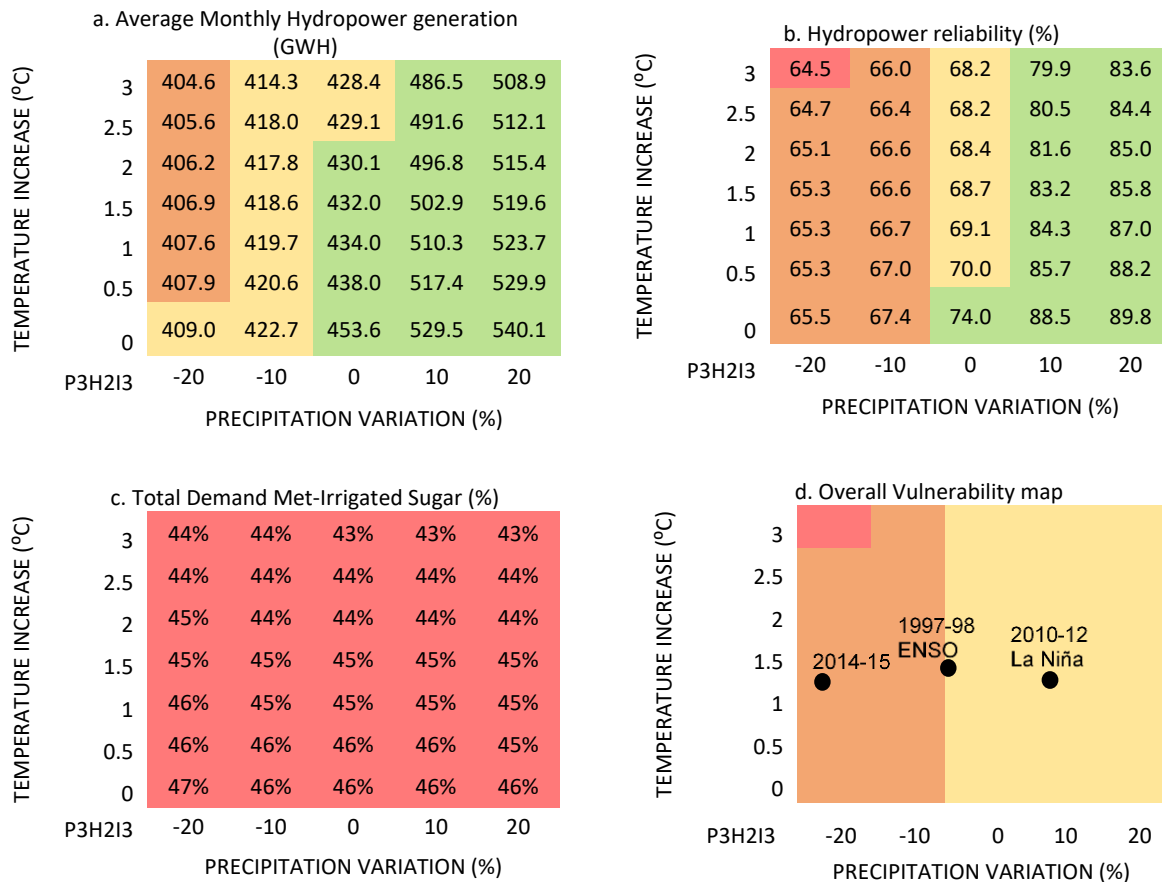 a. Average Monthly Hydropower generation
(GWH)
TEMPERATURE INCREASE (⁰C)
3 404.6 414.3 428.4 486.5 508.9
2.5 405.6 418.0 429.1 491.6 512.1
2 406.2 417.8 430.1 496.8 515.4
1.5 406.9 418.6 432.0 502.9 519.6
1 407.6 419.7 434.0 510.3 523.7
0.5 407.9 420.6 438.0 517.4 529.9
0 409.0 422.7 453.6 529.5 540.1
P3H2I3 -20 -10 0 10 20
PRECIPITATION VARIATION (%)
b. Hydropower reliability (%)
TEMPERATURE INCREASE (⁰C)
3 64.5 66.0 68.2 79.9 83.6
2.5 64.7 66.4 68.2 80.5 84.4
2 65.1 66.6 68.4 81.6 85.0
1.5 65.3 66.6 68.7 83.2 85.8
1 65.3 66.7 69.1 84.3 87.0
0.5 65.3 67.0 70.0 85.7 88.2
0 65.5 67.4 74.0 88.5 89.8
P3H2I3 -20 -10 0 10 20
PRECIPITATION VARIATION (%)
c. Total Demand Met-Irrigated Sugar (%)
TEMPERATURE INCREASE (⁰C)
3 44% 44% 43% 43% 43%
2.5 44% 44% 44% 44% 44%
2 45% 44% 44% 44% 44%
1.5 45% 45% 45% 45% 45%
1 46% 45% 45% 45% 45%
0.5 46% 46% 46% 46% 45%
0 47% 46% 46% 46% 46%
P3H2I3 -20 -10 0 10 20
PRECIPITATION VARIATION (%)
d. Overall Vulnerability map
TEMPERATURE INCREASE (⁰C)
3
2.5
2
1.5
1
0.5
0
1997-98
ENSO
2010-12
La Niña
2014-15
P3H2I3 -20 -10 0 10 20
PRECIPITATION VARIATION (%)